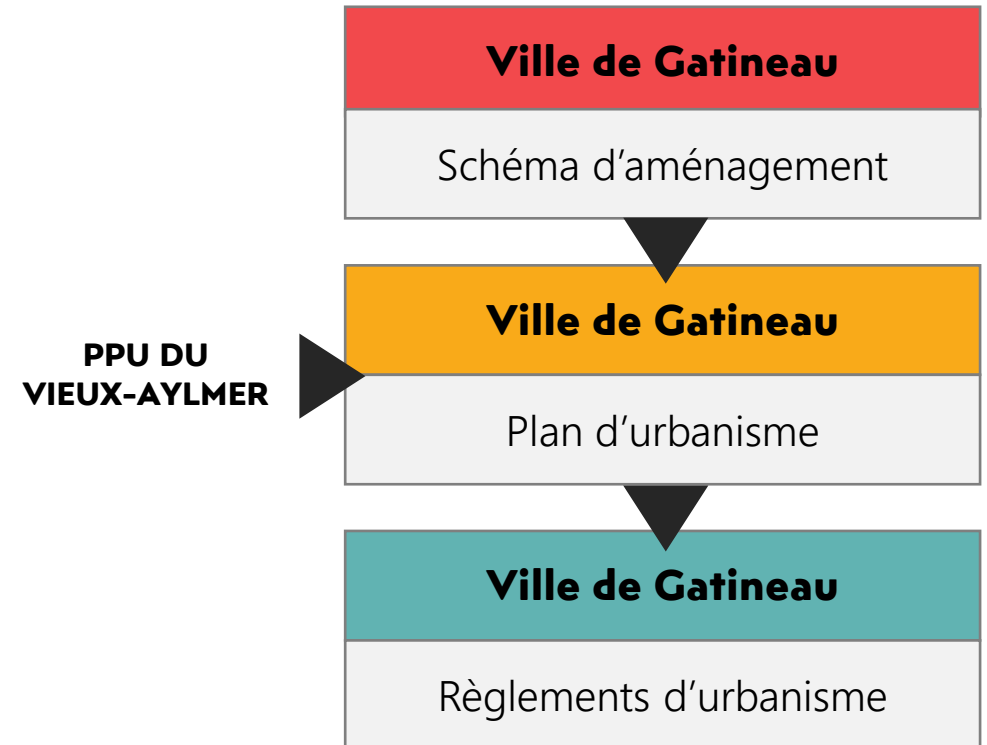 Ville de Gatineau
Schéma d’aménagement
Ville de Gatineau
PPU DU
VIEUX-AYLMER
Plan d’urbanisme
Ville de Gatineau
Règlements d’urbanisme